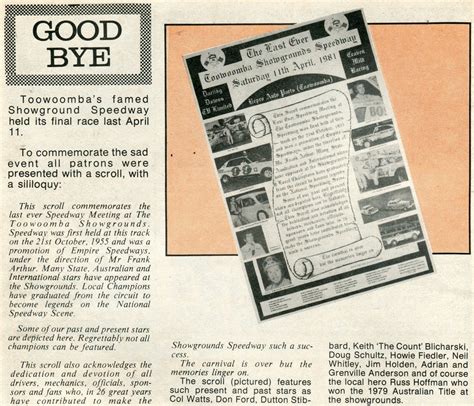 GOOD
BYE
Toowoomba's famed
Showground Speedway
held its final race last April
11.
To commemorate the sad
event all patrons were
presented with a scroll, with
a sililoquy:
This scroll commemorates the
last ever Speedway Meeting at The
Toowoomba Showgrounds.
Speedway was first held at this track
on the 21st October, 1955 and was a
promotion of Empire Speedways,
under the direction of Mr Frank
Arthur. Many State, Australian and
International stars have appeared at
the Showgrounds. Local Champions
have graduated from the circuit to
become legends on the National
Speedway Scene.
Some of our past and present stars
are depicted here. Regrettably not all
champions can be featured.
This scroll also acknowledges the
dedication and devotion of all
drivers, mechanics, officials, spon-
sors and fans who, in 26 great years
have contributed to make the
The Last Ever
Toowoomba Showgrounds Speedway
Saturday 11th April, 1981
Darling
Downs
Repco Auto Parts (Toowoomba)
Craven
Mild
Racing
Showgrounds Speedway such a suc-
cess.
The carnival is over but the
memories linger on.
The scroll (pictured) features
such present and past stars as
Col Watts, Don Ford, Dutton Stib-
bard, Keith 'The Count' Blicharski,
Doug Schultz, Howie Fiedler, Neil
Whitley, Jim Holden, Adrian and
Grenville Anderson and of course
the local hero Russ Hoffman who
won the 1979 Australian Title at
the showgrounds.